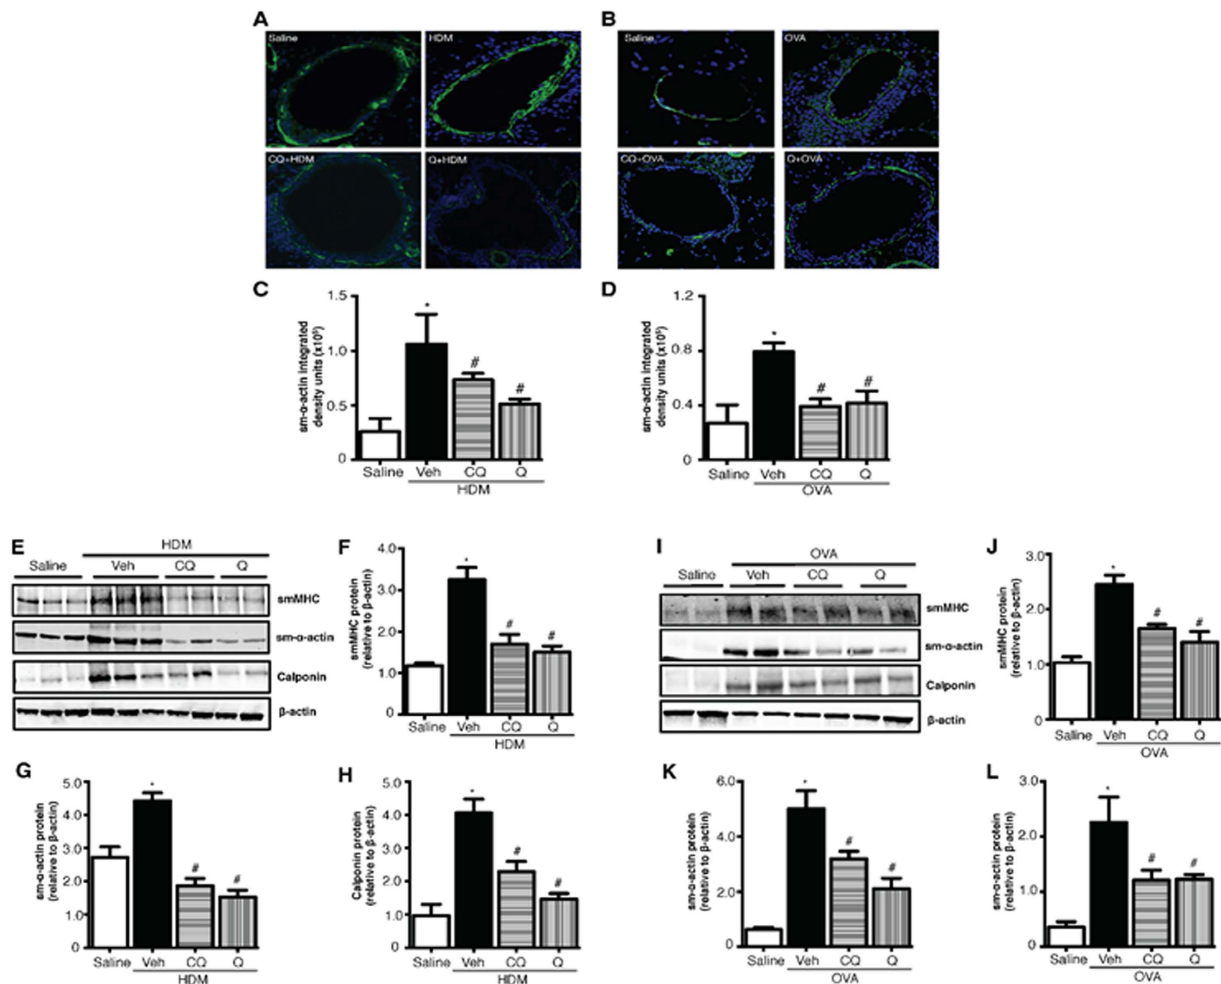 A
B
Saline
HDM
Saline
OVA
CQ+HDM
Q+HDM
CQ+OVA
Q+OVA
C
sm-α-actin integrated
density units (x10⁵)
1.5
1.0
0.5
0
*
#
#
Saline
Veh
CQ
Q
HDM
D
sm-α-actin integrated
density units (x10⁵)
1.2
0.8
0.4
0
*
#
#
Saline
Veh
CQ
Q
OVA
E
HDM
Saline
Veh
CQ
Q
smMHC
sm-α-actin
Calponin
β-actin
F
smMHC protein
(relative to β-actin)
4.0
3.0
2.0
1.0
0
*
#
#
Saline
Veh
CQ
Q
HDM
I
OVA
Saline
Veh
CQ
Q
smMHC
sm-α-actin
Calponin
β-actin
J
smMHC protein
(relative to β-actin)
3.0
2.0
1.0
0
*
#
#
Saline
Veh
CQ
Q
OVA
G
sm-α-actin protein
(relative to β-actin)
5.0
4.0
3.0
2.0
1.0
0
*
#
#
Saline
Veh
CQ
Q
HDM
H
Calponin protein
(relative to β-actin)
5.0
4.0
3.0
2.0
1.0
0
*
#
#
Saline
Veh
CQ
Q
HDM
K
sm-α-actin protein
(relative to β-actin)
6.0
4.0
2.0
0
*
#
#
Saline
Veh
CQ
Q
OVA
L
sm-α-actin protein
(relative to β-actin)
3.0
2.0
1.0
0
*
#
#
Saline
Veh
CQ
Q
OVA